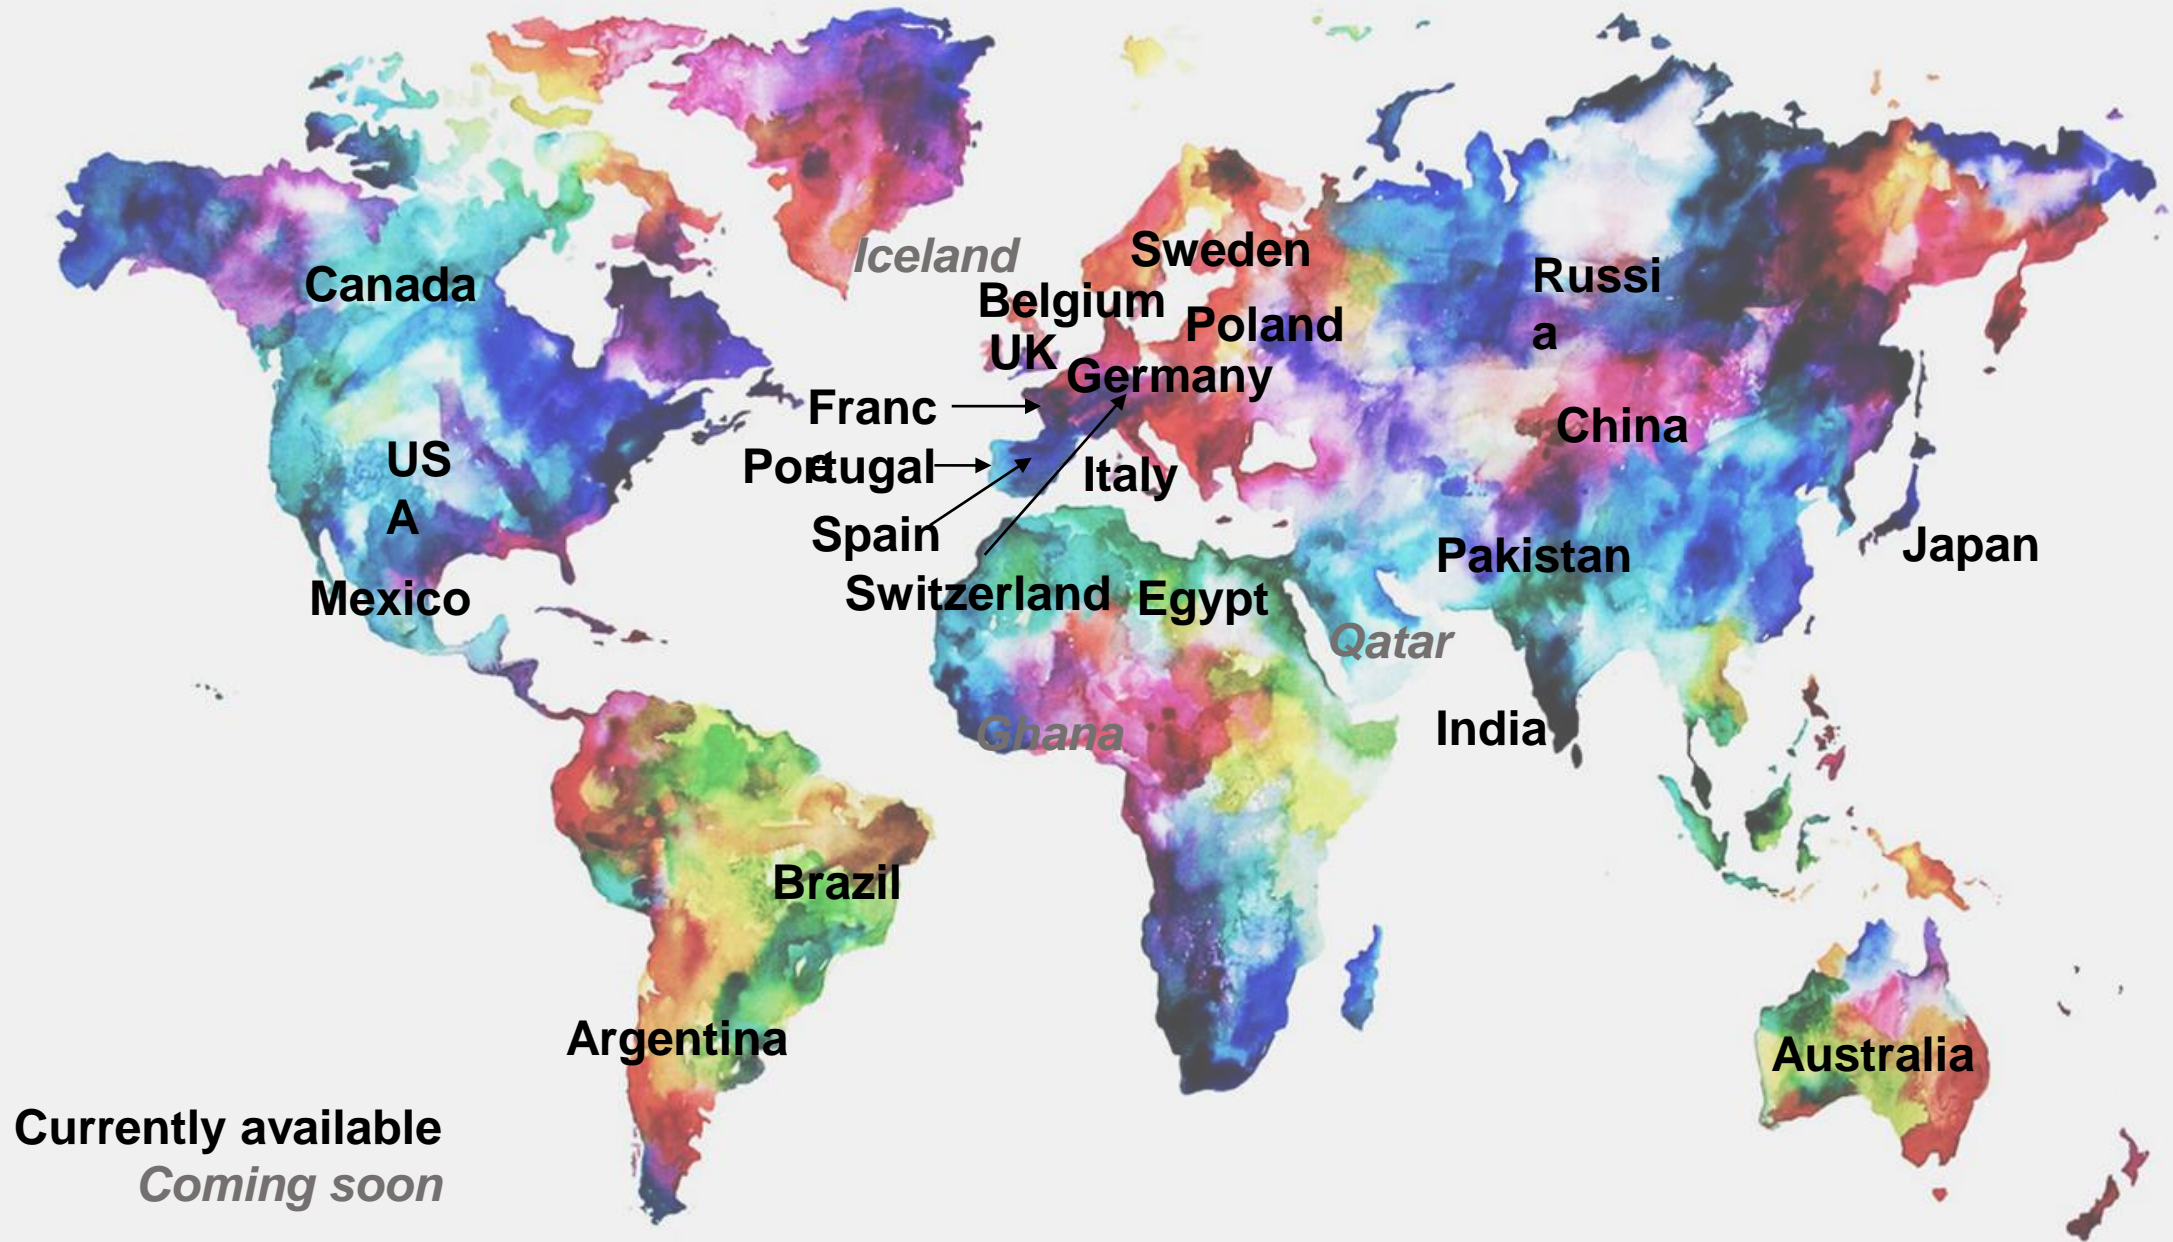 Iceland
Sweden
Canada
Russi
a
Belgium
Poland
UK
Germany
Franc
e
China
US
A
Portugal
Italy
Spain
Japan
Pakistan
Mexico
Switzerland
Egypt
Qatar
Ghana
India
Brazil
Argentina
Australia
Currently available
Coming soon